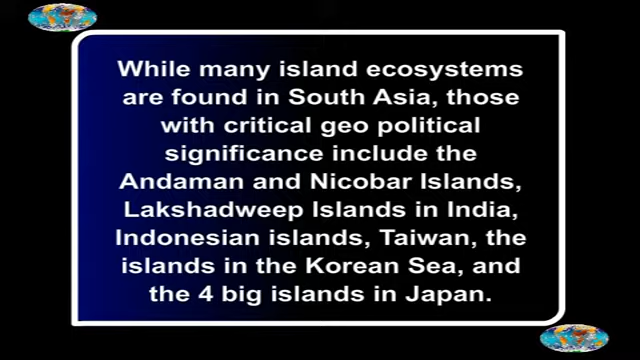 While many island ecosystems
are found in South Asia, those
with critical geo political
significance include the
Andaman and Nicobar Islands,
Lakshadweep Islands in India,
Indonesian islands, Taiwan, the
islands in the Korean Sea, and
the 4 big islands in Japan.